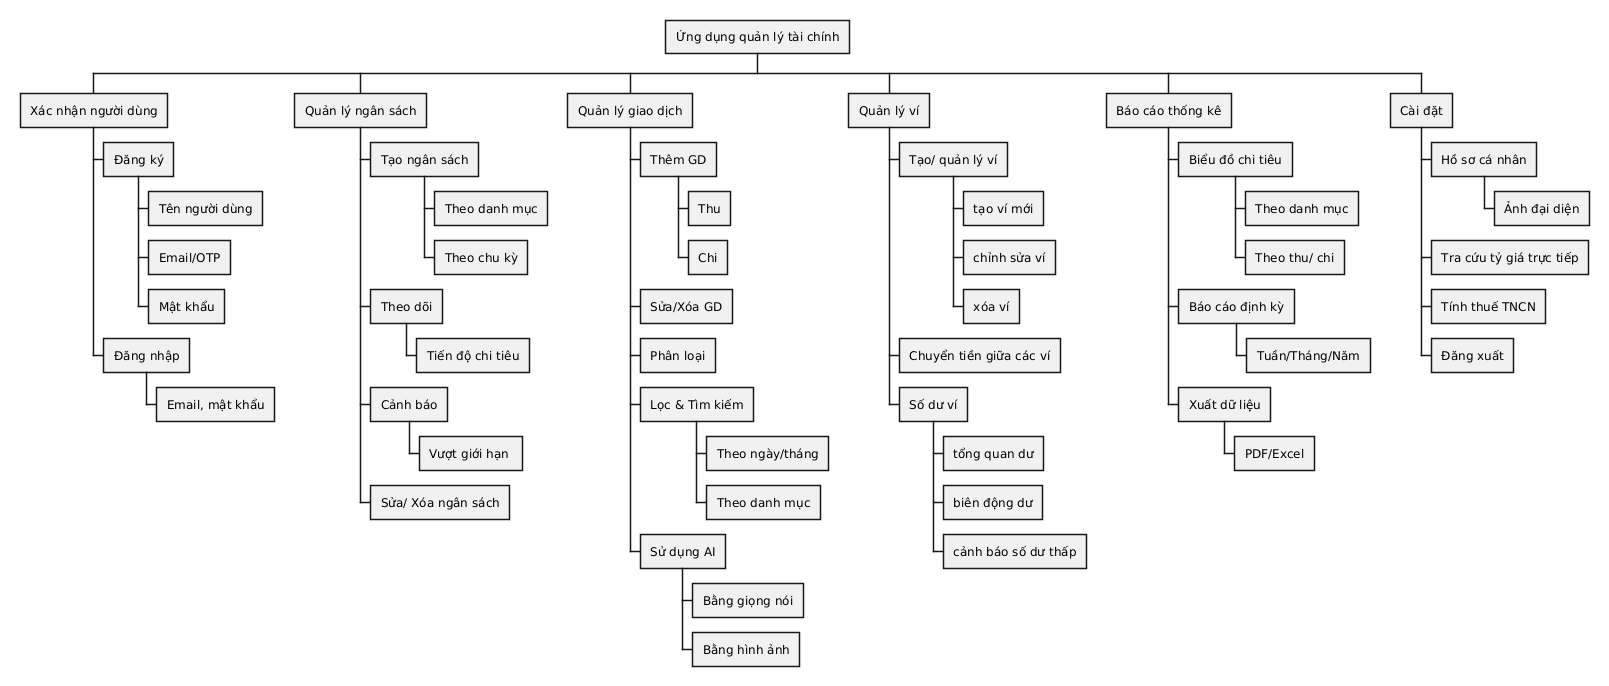 Ứng dụng quản lý tài chính
Xác nhận người dùng
Đăng ký
Tên người dùng
Email/OTP
Mật khẩu
Đăng nhập
Email, mật khẩu
Quản lý ngân sách
Tạo ngân sách
Theo danh mục
Theo chu kỳ
Theo dõi
Tiến độ chi tiêu
Cảnh báo
Vượt giới hạn
Sửa/ Xóa ngân sách
Quản lý giao dịch
Thêm GD
Thu
Chi
Sửa/Xóa GD
Phân loại
Lọc & Tìm kiếm
Theo ngày/tháng
Theo danh mục
Sử dụng AI
Bằng giọng nói
Bằng hình ảnh
Quản lý ví
Tạo/ quản lý ví
tạo ví mới
chỉnh sửa ví
xóa ví
Chuyển tiền giữa các ví
Số dư ví
tổng quan dư
biên động dư
cảnh báo số dư thấp
Báo cáo thống kê
Biểu đồ chi tiêu
Theo danh mục
Theo thu/ chi
Báo cáo định kỳ
Tuần/Tháng/Năm
Xuất dữ liệu
PDF/Excel
Cài đặt
Hồ sơ cá nhân
Ảnh đại diện
Tra cứu tỷ giá trực tiếp
Tính thuế TNCN
Đăng xuất